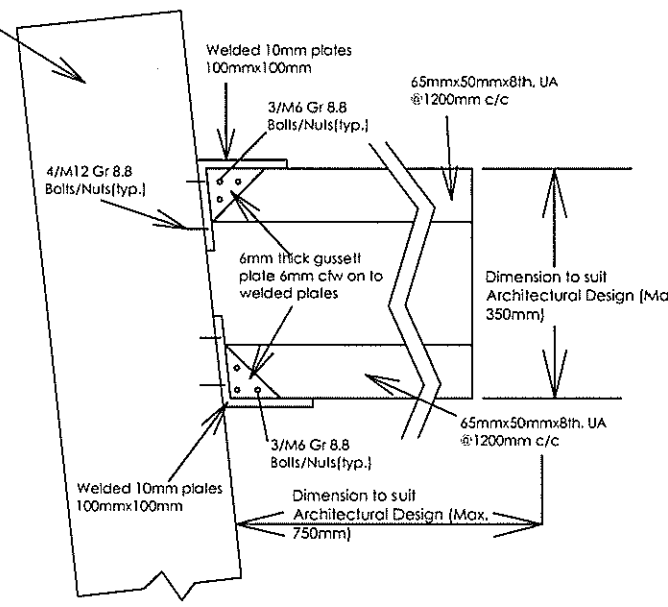 Welded 10mm plates
100mmx100mm
3/M6 Gr 8.8
Bolts/Nuts(typ.)
65mmx50mmx8th. UA
@1200mm c/c
4/M12 Gr 8.8
Bolts/Nuts(typ.)
6mm thick gussett
plate 6mm cfw on to
welded plates
Dimension to suit
Architectural Design (Ma
350mm)
65mmx50mmx8th. UA
@1200mm c/c
3/M6 Gr 8.8
Bolts/Nuts(typ.)
Welded 10mm plates
100mmx100mm
Dimension to suit
Architectural Design (Max.
750mm)